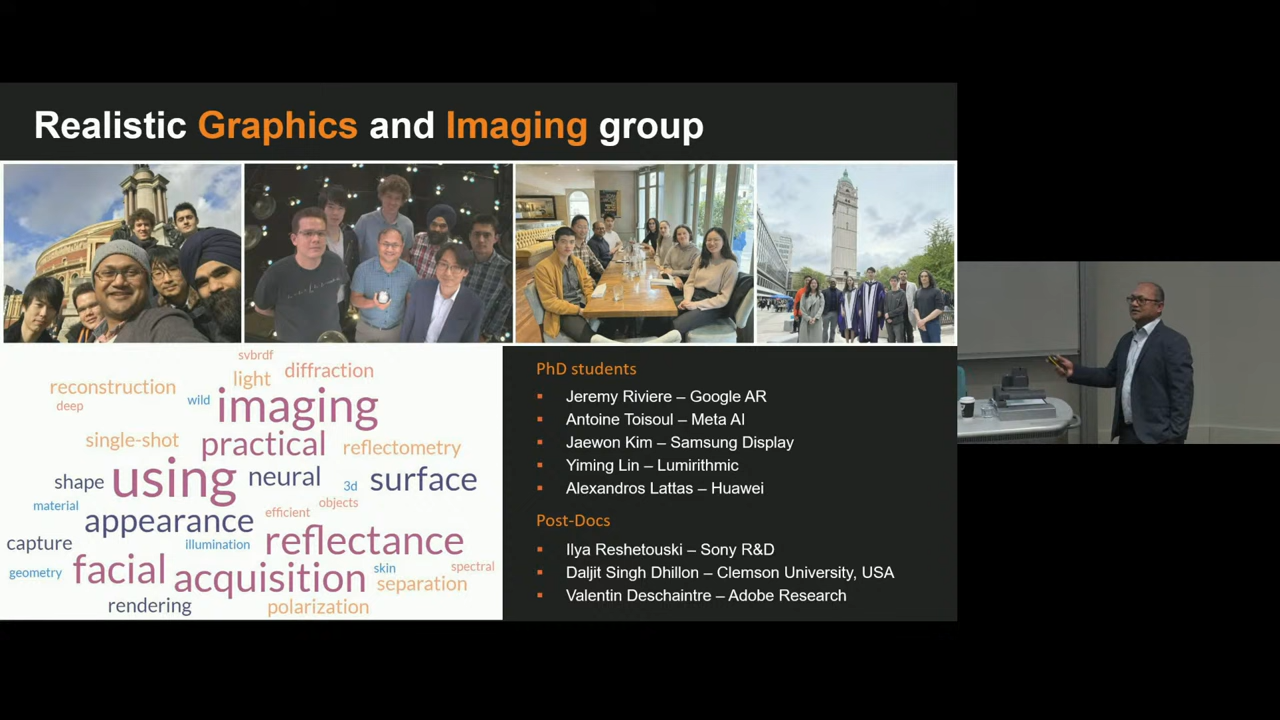 Realistic Graphics and Imaging group
svbrdf
reconstruction light diffraction
deep wild imaging
single-shot practical reflectometry
shape using neural 3d surface
material objects
appearance efficient
capture illumination reflectance
geometry facial acquisition skin spectral
separation
rendering polarization
PhD students
Jeremy Riviere – Google AR
Antoine Toisoul – Meta AI
Jaewon Kim – Samsung Display
Yiming Lin – Lumirithmic
Alexandros Lattas – Huawei
Post-Docs
Ilya Reshetouski – Sony R&D
Daljit Singh Dhillon – Clemson University, USA
Valentin Deschaintre – Adobe Research